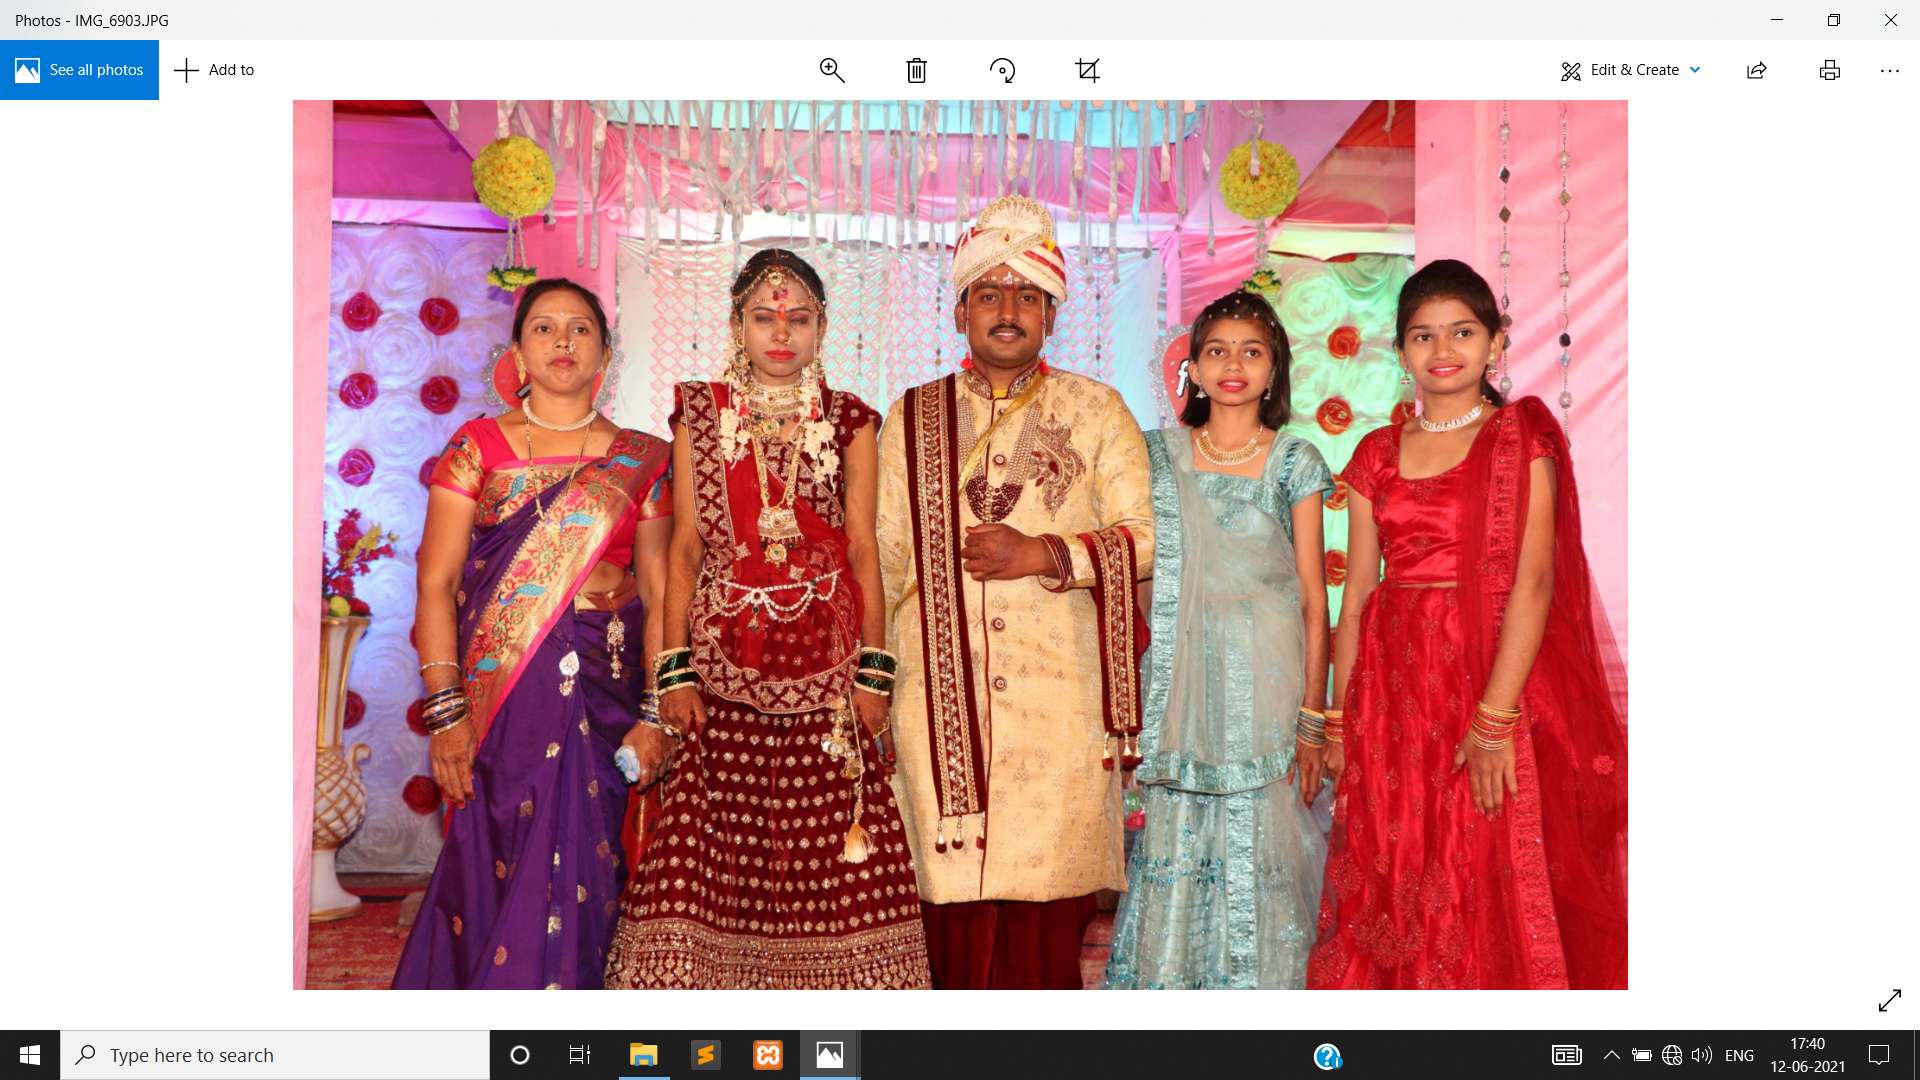 Photos - IMG_6903.JPG
See all photos
Add to
Edit & Create
Type here to search
ENG
17:40
12-06-2021